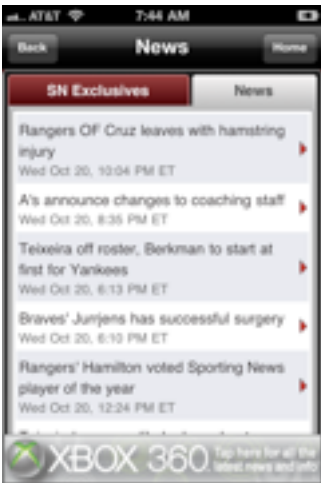 AT&T 7:44 AM
Back News Home
SN Exclusives News
Rangers OF Cruz leaves with hamstring
injury
Wed Oct 20, 10:04 PM ET
A's announce changes to coaching staff
Wed Oct 20, 8:35 PM ET
Teixeira off roster, Berkman to start at
first for Yankees
Wed Oct 20, 6:13 PM ET
Braves' Jurrjens has successful surgery
Wed Oct 20, 6:10 PM ET
Rangers' Hamilton voted Sporting News
player of the year
Wed Oct 20, 12:24 PM ET
XBOX 360. Tap here for all the
latest news and info